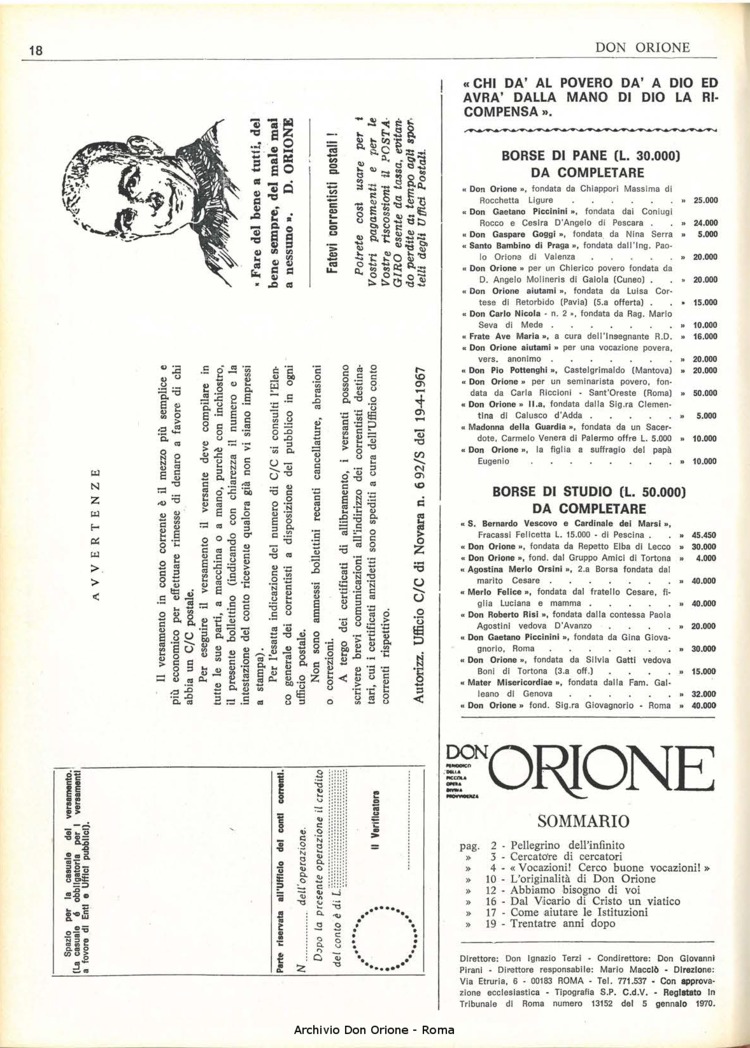 18
DON ORIONE
« Fare del bene a tutti, del
bene sempre, del male mai
a nessuno ». D. ORIONE
Fatevi correntisti postali !
Potrete così usare per i
Vostri pagamenti e per le
Vostre riscossioni il POSTA-
GIRO esente da tassa, evitan-
do perdite di tempo agli spor-
telli degli Uffici Postali.
A V V E R T E N Z E
Il versamento in conto corrente è il mezzo più semplice e
più economico per effettuare rimesse di denaro a favore di chi
abbia un C/C postale.
Per eseguire il versamento il versante deve compilare in
tutte le sue parti, a macchina o a mano, purchè con inchiostro,
il presente bollettino (indicando con chiarezza il numero e la
intestazione del conto ricevente qualora già non vi siano impressi
a stampa).
Per l'esatta indicazione del numero di C/C si consulti l'Elen-
co generale dei correntisti a disposizione del pubblico in ogni
ufficio postale.
Non sono ammessi bollettini recanti cancellature, abrasioni
o correzioni.
A tergo dei certificati di allibramento, i versanti possono
scrivere brevi comunicazioni all'indirizzo dei correntisti destina-
tari, cui i certificati anzidetti sono spediti a cura dell'Ufficio conto
correnti rispettivo.
Autorizz. Ufficio C/C di Novara n. 6 92/S del 19-4-1967
Spazio per la causale del versamento.
(La causale é obbligatoria per i versamenti
a favore di Enti e Uffici pubblici).
Parte riservata all'Ufficio dei conti correnti.
N ............ dell'operazione.
Dopo la presente operazione il credito
del conto è di L.
Il Verificatore
« CHI DA' AL POVERO DA' A DIO ED
AVRA' DALLA MANO DI DIO LA RI-
COMPENSA ».
BORSE DI PANE (L. 30.000)
DA COMPLETARE
« Don Orione », fondata da Chiappori Massima di
Rocchetta Ligure . . . . . . » 25.000
« Don Gaetano Piccinini », fondata dai Coniugi
Rocco e Cesira D'Angelo di Pescara . . » 24.000
« Don Gaspare Goggi », fondata da Nina Serra » 5.000
« Santo Bambino di Praga », fondata dall'Ing. Pao-
lo Oriona di Valenza . . . . . » 20.000
« Don Orione » per un Chierico povero fondata da
D. Angelo Molineris di Gaiola (Cuneo) . . » 20.000
« Don Orione aiutami », fondata da Luisa Cor-
tese di Retorbido (Pavia) (5.a offerta) . . » 15.000
« Don Carlo Nicola - n. 2 », fondata da Rag. Mario
Seva di Mede . . . . . . . » 10.000
« Frate Ave Maria », a cura dell'Insegnante R.D. » 16.000
« Don Orione aiutami » per una vocazione povera,
vers. anonimo . . . . . . . » 20.000
« Don Pio Pottenghi », Castelgrimaldo (Mantova) » 20.000
« Don Orione » per un seminarista povero, fon-
data da Carla Riccioni - Sant'Oreste (Roma) » 50.000
« Don Orione » II.a, fondata dalla Sig.ra Clemen-
tina di Calusco d'Adda . . . . . » 5.000
« Madonna della Guardia », fondata da un Sacer-
dote, Carmelo Venera di Palermo offre L. 5.000 » 10.000
« Don Orione », la figlia a suffragio del papà
Eugenio . . . . . . . . » 10.000
BORSE DI STUDIO (L. 50.000)
DA COMPLETARE
« S. Bernardo Vescovo e Cardinale dei Marsi »,
Fracassi Felicetta L. 15.000 - di Pescina . . » 45.450
« Don Orione », fondata da Repetto Elba di Lecco » 30.000
« Don Orione », fond. dal Gruppo Amici di Tortona » 4.000
« Agostina Merlo Orsini », 2.a Borsa fondata dal
marito Cesare . . . . . . . » 40.000
« Merlo Felice », fondata dal fratello Cesare, fi-
glia Luciana e mamma . . . . . » 40.000
« Don Roberto Risi », fondata dalla contessa Paola
Agostini vedova D'Avanzo . . . . » 20.000
« Don Gaetano Piccinini », fondata da Gina Giova-
gnorio, Roma . . . . . . . » 30.000
« Don Orione », fondata da Silvia Gatti vedova
Boni di Tortona (3.a off.) . . . . » 15.000
« Mater Misericordiae », fondata dalla Fam. Gal-
leano di Genova . . . . . . » 32.000
« Don Orione » fond. Sig.ra Giovagnorio - Roma » 40.000
DON ORIONE
PERIODICO
DELLA
PICCOLA
OPERA
DIVINA
PROVVIDENZA
SOMMARIO
pag. 2 - Pellegrino dell'infinito
» 3 - Cercatore di cercatori
» 4 - « Vocazioni! Cerco buone vocazioni! »
» 10 - L'originalità di Don Orione
» 12 - Abbiamo bisogno di voi
» 16 - Dal Vicario di Cristo un viatico
» 17 - Come aiutare le Istituzioni
» 19 - Trentatre anni dopo
Direttore: Don Ignazio Terzi - Condirettore: Don Giovanni
Pirani - Direttore responsabile: Mario Macciò - Direzione:
Via Etruria, 6 - 00183 ROMA - Tel. 771.537 - Con approva-
zione ecclesiastica - Tipografia S.P. C.d.V. - Registato in
Tribunale di Roma numero 13152 del 5 gennaio 1970.
Archivio Don Orione - Roma